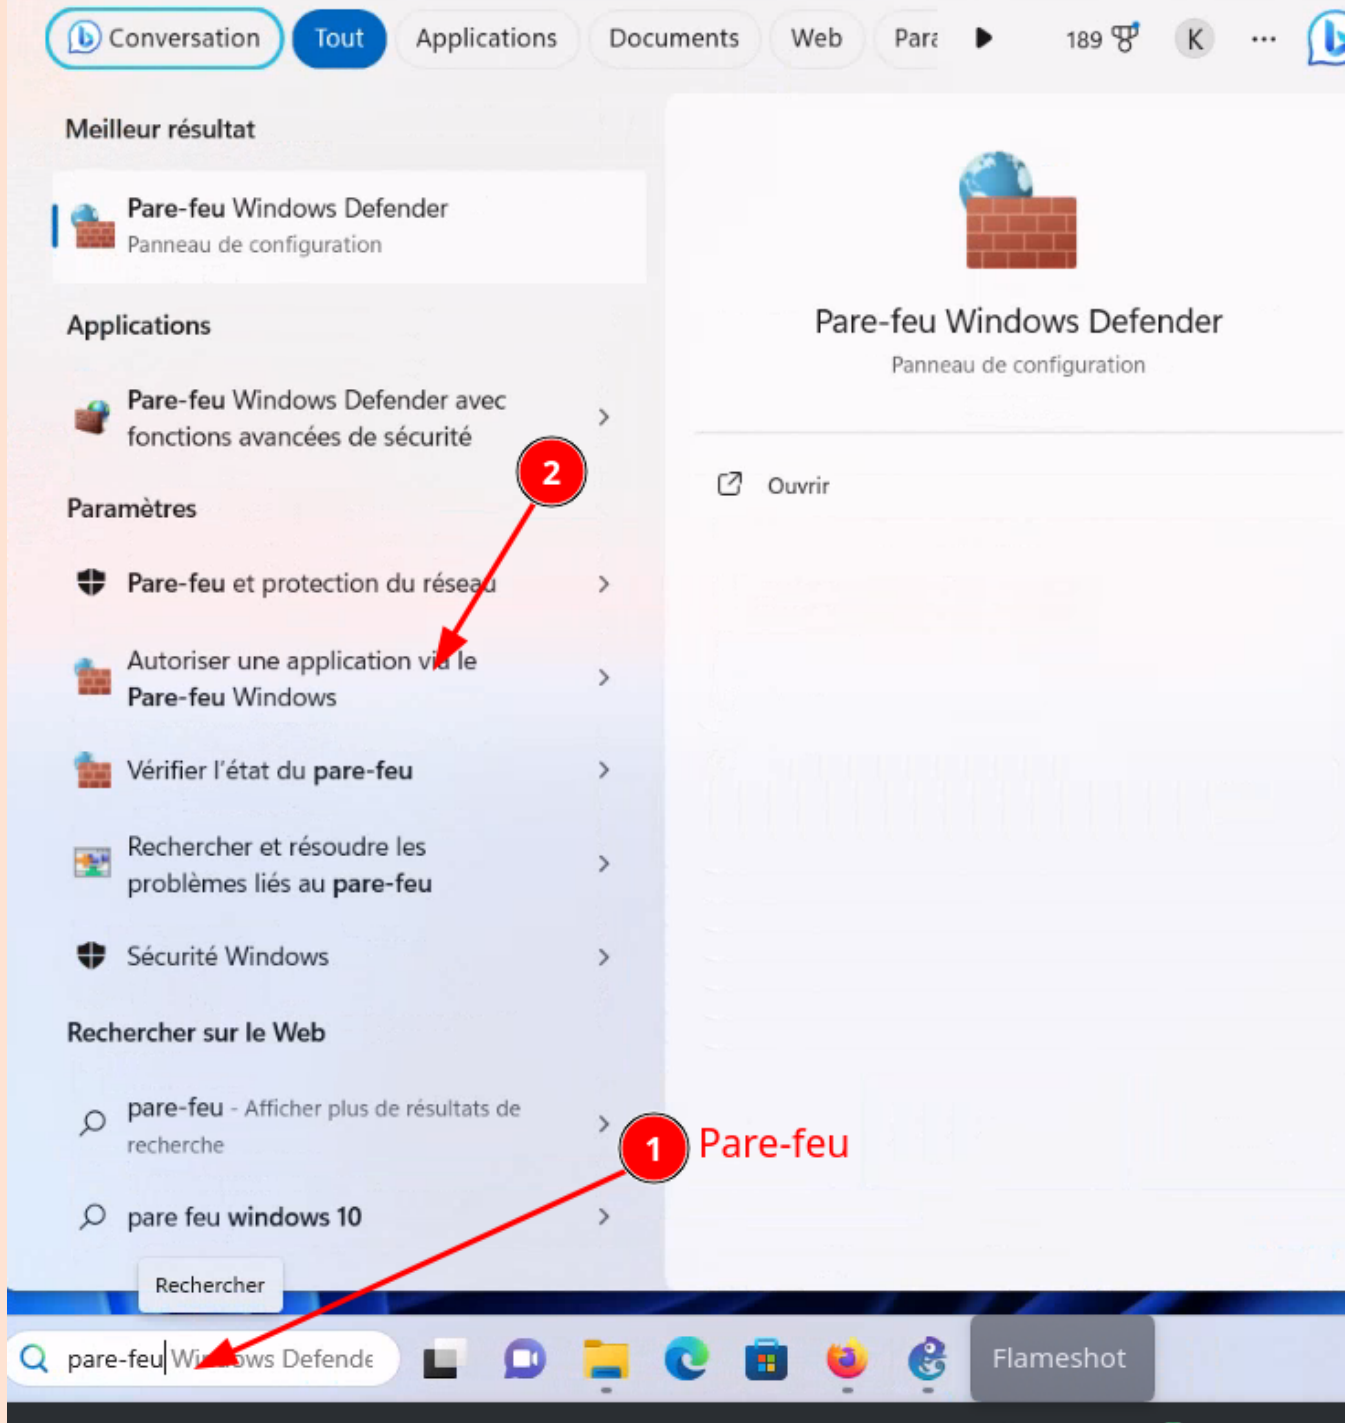 Conversation
Tout
Applications
Documents
Web
Para
189
K
...
Meilleur résultat
Pare-feu Windows Defender
Panneau de configuration
Applications
Pare-feu Windows Defender avec
fonctions avancées de sécurité
2
Paramètres
Pare-feu et protection du réseau
Autoriser une application via le
Pare-feu Windows
Vérifier l'état du pare-feu
Rechercher et résoudre les
problèmes liés au pare-feu
Sécurité Windows
Rechercher sur le Web
pare-feu - Afficher plus de résultats de
recherche
pare feu windows 10
Pare-feu Windows Defender
Panneau de configuration
Ouvrir
1 Pare-feu
Rechercher
pare-feu Windows Defende
Flameshot